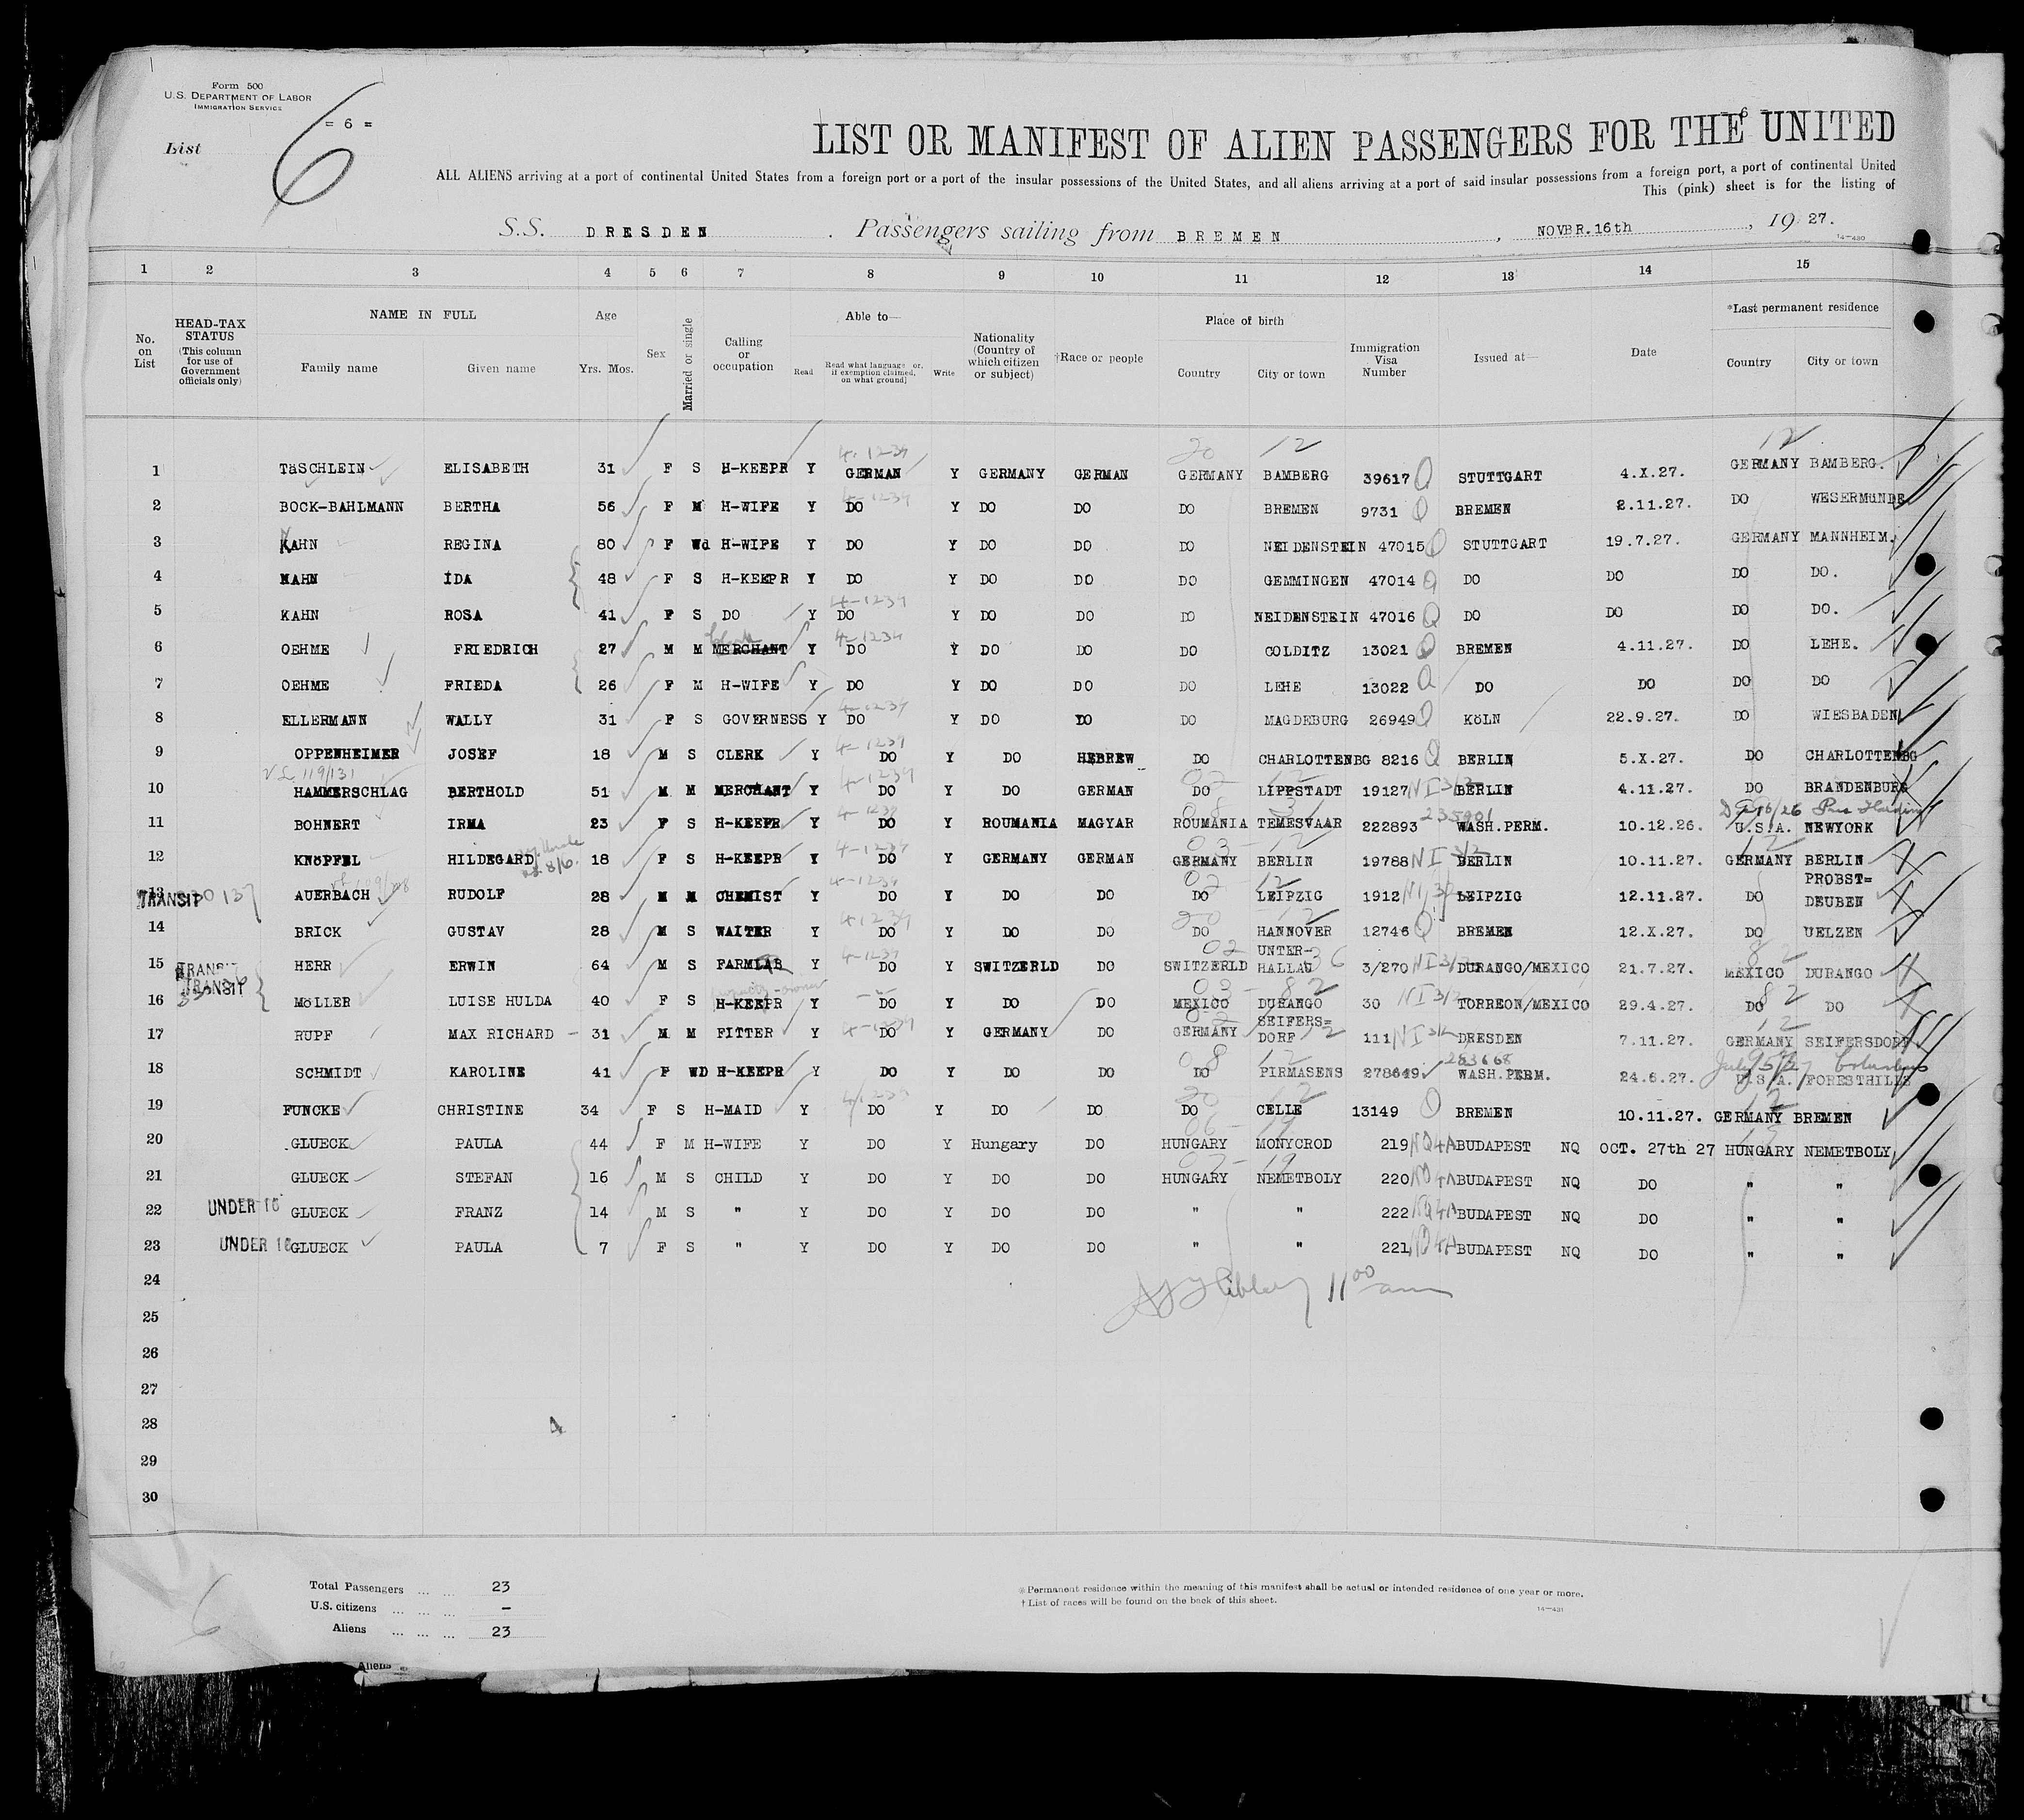 Form 500
U.S. DEPARTMENT OF LABOR
IMMIGRATION SERVICE
= 6 =
List 6
LIST OR MANIFEST OF ALIEN PASSENGERS FOR THE UNITED
ALL ALIENS arriving at a port of continental United States from a foreign port or a port of the insular possessions of the United States, and all aliens arriving at a port of said insular possessions from a foreign port, a port of continental United
This (pink) sheet is for the listing of
S.S. DRESDEN. Passengers sailing from BREMEN, NOVBR.16th, 1927.
14—430
1 2 3 4 5 6 7 8 9 10 11 12 13 14 15
No. on List
HEAD-TAX STATUS (This column for use of Government officials only)
NAME IN FULL
Family name Given name
Age
Yrs. Mos.
Sex
Married or single
Calling or occupation
Able to—
Read Read what language [or, if exemption claimed, on what ground] Write
Nationality (Country of which citizen or subject)
†Race or people
Place of birth
Country City or town
Immigration Visa Number
Issued at—
Date
*Last permanent residence
Country City or town
1 TäSCHLEIN ELISABETH 31 F S H-KEEPR Y GERMAN Y GERMANY GERMAN GERMANY BAMBERG 39617 STUTTGART 4.X.27. GERMANY BAMBERG.
2 BOCK-BAHLMANN BERTHA 56 F M H-WIFE Y DO Y DO DO DO BREMEN 9731 BREMEN 2.11.27. DO WESERMüNDE
3 KAHN REGINA 80 F Wd H-WIFE Y DO Y DO DO DO NEIDENSTEIN 47015 STUTTGART 19.7.27. GERMANY MANNHEIM.
4 KAHN IDA 48 F S H-KEEPR Y DO Y DO DO DO GEMMINGEN 47014 DO DO DO DO.
5 KAHN ROSA 41 F S DO Y DO Y DO DO DO NEIDENSTEIN 47016 DO DO DO DO.
6 OEHME FRIEDRICH 27 M M MERCHANT Y DO Y DO DO DO COLDITZ 13021 BREMEN 4.11.27. DO LEHE.
7 OEHME FRIEDA 26 F M H-WIFE Y DO Y DO DO DO LEHE 13022 DO DO DO DO
8 ELLERMANN WALLY 31 F S GOVERNESS Y DO Y DO DO DO MAGDEBURG 26949 KöLN 22.9.27. DO WIESBADEN
9 OPPENHEIMER JOSEF 18 M S CLERK Y DO Y DO HEBREW DO CHARLOTTENBG 8216 BERLIN 5.X.27. DO CHARLOTTENBG
10 HAMMERSCHLAG BERTHOLD 51 M M MERCHANT Y DO Y DO GERMAN DO LIPPSTADT 19127 NI 3/2 BERLIN 4.11.27. DO BRANDENBURG
11 BOHNERT IRMA 23 F S H-KEEPR Y DO Y ROUMANIA MAGYAR ROUMANIA TEMESVAAR 222893 WASH.PERM. 10.12.26. U.S.A. NEWYORK
12 KNöPFEL HILDEGARD 18 F S H-KEEPR Y DO Y GERMANY GERMAN GERMANY BERLIN 19788 NI 3/2 BERLIN 10.11.27. GERMANY BERLIN
TRANSIT 13 AUERBACH RUDOLF 28 M M CHEMIST Y DO Y DO DO DO LEIPZIG 1912 NI 3/2 LEIPZIG 12.11.27. DO PROBST= DEUBEN
14 BRICK GUSTAV 28 M S WAITER Y DO Y DO DO DO HANNOVER 12746 BREMEN 12.X.27. DO UELZEN
15 TRANSIT HERR ERWIN 64 M S FARMLAB Y DO Y SWITZERLD DO SWITZERLD UNTER- HALLAU 3/270 NI 3/2 DURANGO/MEXICO 21.7.27. MEXICO DURANGO
16 TRANSIT MöLLER LUISE HULDA 40 F S H-KEEPR Y DO Y DO DO MEXICO DURANGO 30 NI 3/2 TORREON/MEXICO 29.4.27. DO DO
17 RUPF MAX RICHARD 31 M M FITTER Y DO Y GERMANY DO GERMANY SEIFERS= DORF 111 NI 3/2 DRESDEN 7.11.27. GERMANY SEIFERSDORF
18 SCHMIDT KAROLINE 41 F WD H-KEEPR Y DO Y DO DO DO PIRMASENS 278649 WASH.PERM. 24.6.27. U.S.A. FORESTHILLS
19 FUNCKE CHRISTINE 34 F S H-MAID Y DO Y DO DO DO CELLE 13149 BREMEN 10.11.27. GERMANY BREMEN
20 GLUECK PAULA 44 F M H-WIFE Y DO Y Hungary DO HUNGARY MONYCROD 219 BUDAPEST NQ OCT. 27th 27 HUNGARY NEMETBOLY
21 GLUECK STEFAN 16 M S CHILD Y DO Y DO DO HUNGARY NEMETBOLY 220 BUDAPEST NQ DO " "
22 UNDER 16 GLUECK FRANZ 14 M S " Y DO Y DO DO " " 222 BUDAPEST NQ DO " "
23 UNDER 16 GLUECK PAULA 7 F S " Y DO Y DO DO " " 221 BUDAPEST NQ DO " "
24
11 00 am
25
26
27
28
29
30
Total Passengers ... ... 23
U.S. citizens ... ... ... –
Aliens ... ... ... 23
Aliens
*Permanent residence within the meaning of this manifest shall be actual or intended residence of one year or more.
†List of races will be found on the back of this sheet.
14—431
6